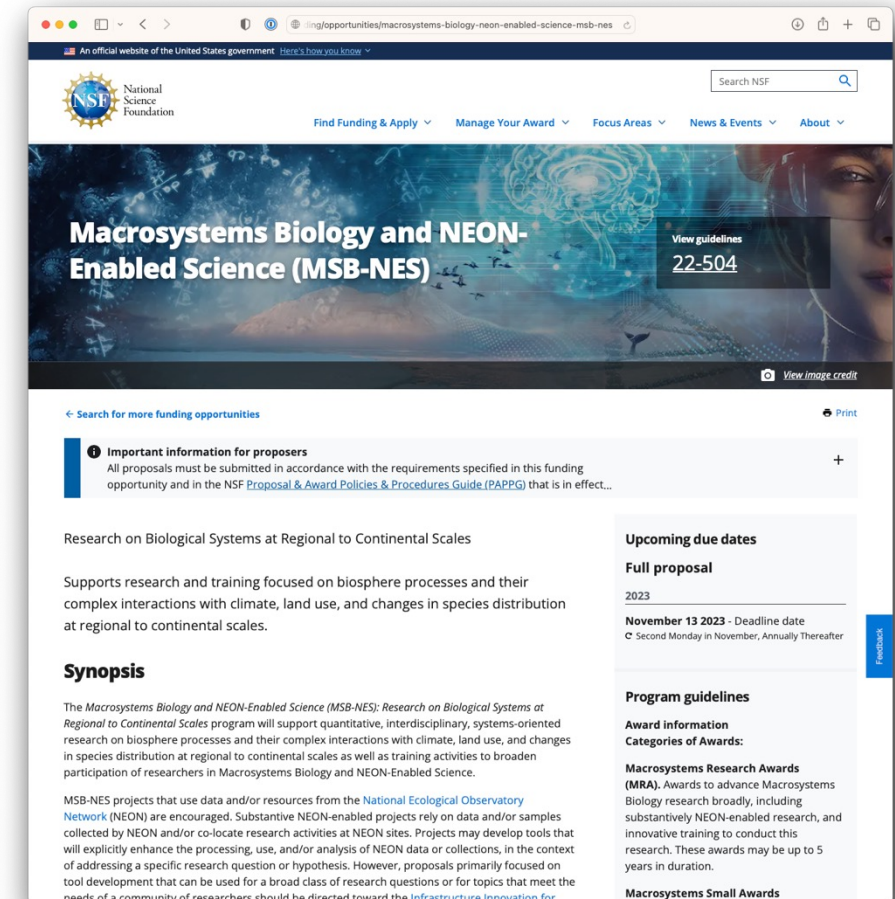 ding/opportunities/macrosystems-biology-neon-enabled-science-msb-nes
An official website of the United States government Here's how you know
NSF
National
Science
Foundation
Search NSF
Find Funding & Apply
Manage Your Award
Focus Areas
News & Events
About
Macrosystems Biology and NEON-
Enabled Science (MSB-NES)
View guidelines
22-504
View image credit
← Search for more funding opportunities
Print
Important information for proposers
All proposals must be submitted in accordance with the requirements specified in this funding
opportunity and in the NSF Proposal & Award Policies & Procedures Guide (PAPPG) that is in effect...
+
Research on Biological Systems at Regional to Continental Scales
Supports research and training focused on biosphere processes and their
complex interactions with climate, land use, and changes in species distribution
at regional to continental scales.
Synopsis
The Macrosystems Biology and NEON-Enabled Science (MSB-NES): Research on Biological Systems at
Regional to Continental Scales program will support quantitative, interdisciplinary, systems-oriented
research on biosphere processes and their complex interactions with climate, land use, and changes
in species distribution at regional to continental scales as well as training activities to broaden
participation of researchers in Macrosystems Biology and NEON-Enabled Science.
MSB-NES projects that use data and/or resources from the National Ecological Observatory
Network (NEON) are encouraged. Substantive NEON-enabled projects rely on data and/or samples
collected by NEON and/or co-locate research activities at NEON sites. Projects may develop tools that
will explicitly enhance the processing, use, and/or analysis of NEON data or collections, in the context
of addressing a specific research question or hypothesis. However, proposals primarily focused on
tool development that can be used for a broad class of research questions or for topics that meet the
needs of a community of researchers should be directed toward the Infrastructure Innovation for
Upcoming due dates
Full proposal
2023
November 13 2023 - Deadline date
Second Monday in November, Annually Thereafter
Program guidelines
Award information
Categories of Awards:
Macrosystems Research Awards
(MRA). Awards to advance Macrosystems
Biology research broadly, including
substantively NEON-enabled research, and
innovative training to conduct this
research. These awards may be up to 5
years in duration.
Macrosystems Small Awards
Feedback